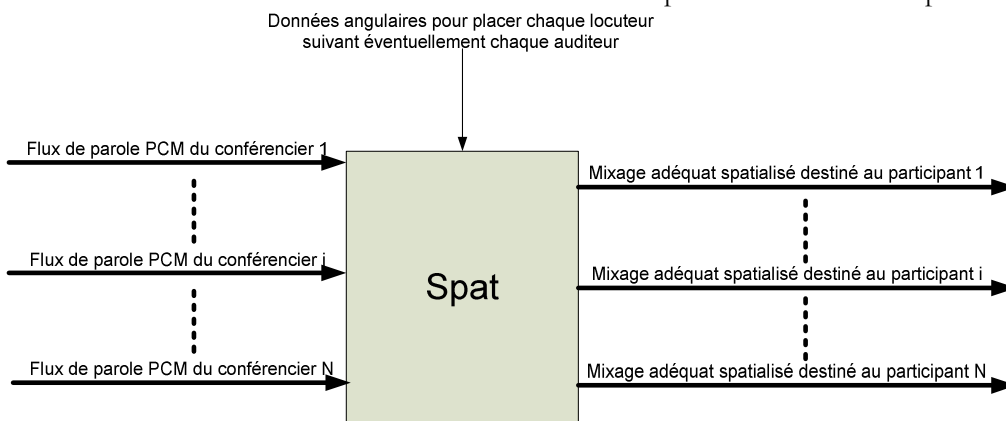 Données angulaires pour placer chaque locuteur
suivant éventuellement chaque auditeur
Flux de parole PCM du conférencier 1
Mixage adéquat spatialisé destiné au participant 1
Flux de parole PCM du conférencier i
Mixage adéquat spatialisé destiné au participant i
Spat
Flux de parole PCM du conférencier N
Mixage adéquat spatialisé destiné au participant N